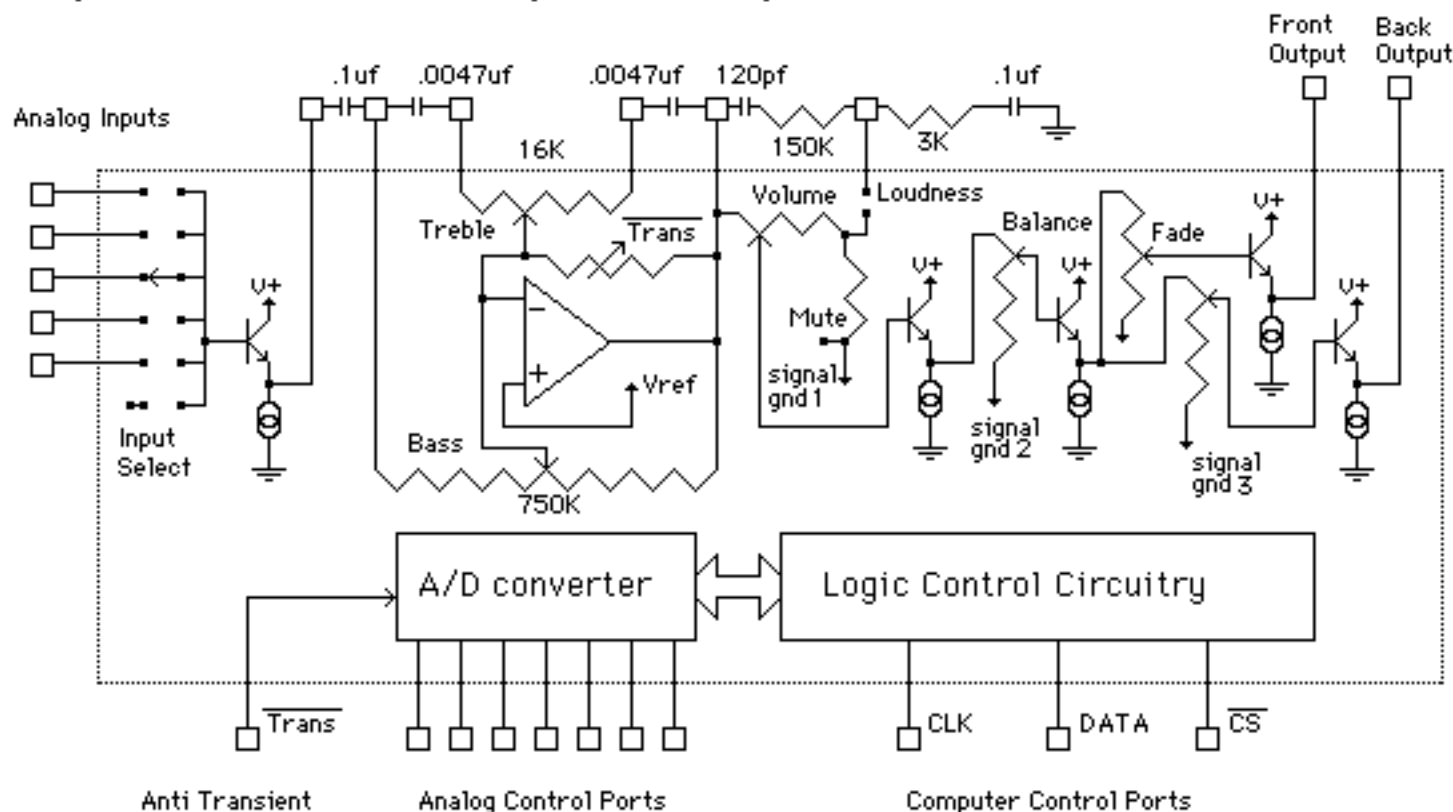 Front
Output
Back
Output
.1uf
.0047uf
.0047uf
120pf
.1uf
Analog Inputs
16K
150K
3K
Volume
Loudness
Treble
Trans
Balance
Fade
V+
V+
V+
V+
V+
−
+
Vref
Mute
signal
gnd 1
signal
gnd 2
signal
gnd 3
Input
Select
Bass
750K
A/D converter
Logic Control Circuitry
Trans
CLK
DATA
CS
Anti Transient
Analog Control Ports
Computer Control Ports